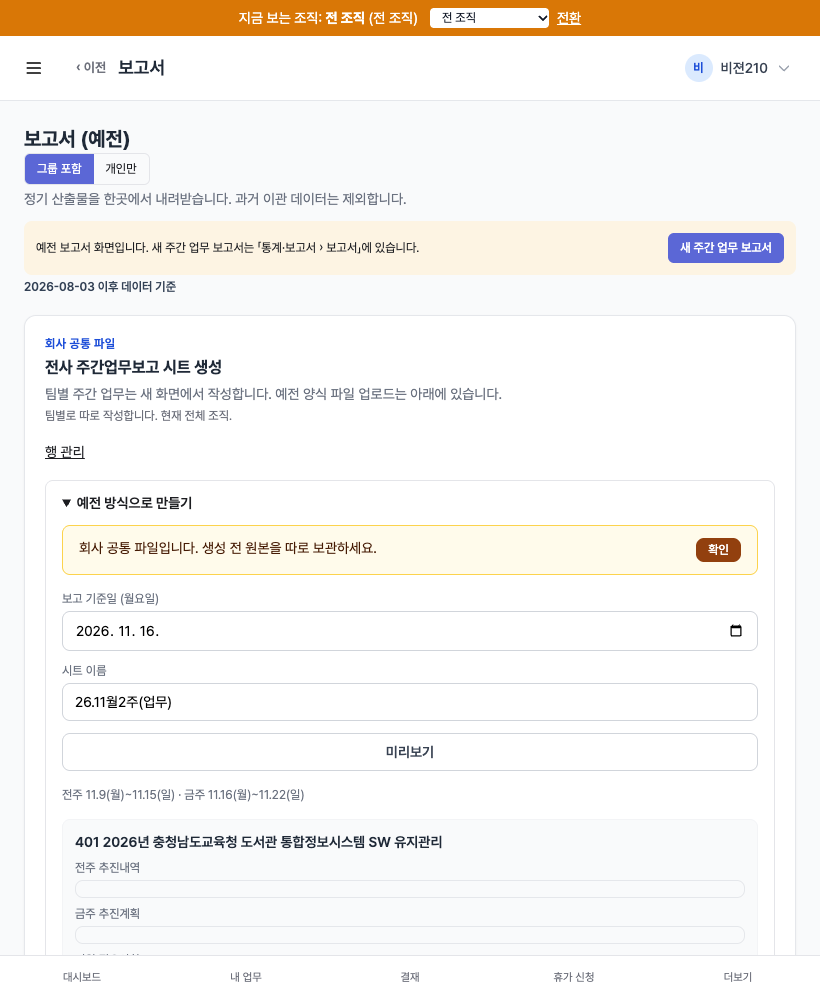 지금 보는 조직: 전 조직 (전 조직) 전 조직 전환
‹ 이전 보고서 비 비젼210
보고서 (예전)
그룹 포함 개인만
정기 산출물을 한곳에서 내려받습니다. 과거 이관 데이터는 제외합니다.
예전 보고서 화면입니다. 새 주간 업무 보고서는 「통계·보고서 › 보고서」에 있습니다. 새 주간 업무 보고서
2026-08-03 이후 데이터 기준
회사 공통 파일
전사 주간업무보고 시트 생성
팀별 주간 업무는 새 화면에서 작성합니다. 예전 양식 파일 업로드는 아래에 있습니다.
팀별로 따로 작성합니다. 현재 전체 조직.
행 관리
▼ 예전 방식으로 만들기
회사 공통 파일입니다. 생성 전 원본을 따로 보관하세요. 확인
보고 기준일 (월요일)
2026. 11. 16.
시트 이름
26.11월2주(업무)
미리보기
전주 11.9(월)~11.15(일) · 금주 11.16(월)~11.22(일)
401 2026년 충청남도교육청 도서관 통합정보시스템 SW 유지관리
전주 추진내역
금주 추진계획
대시보드 내 업무 결재 휴가 신청 더보기